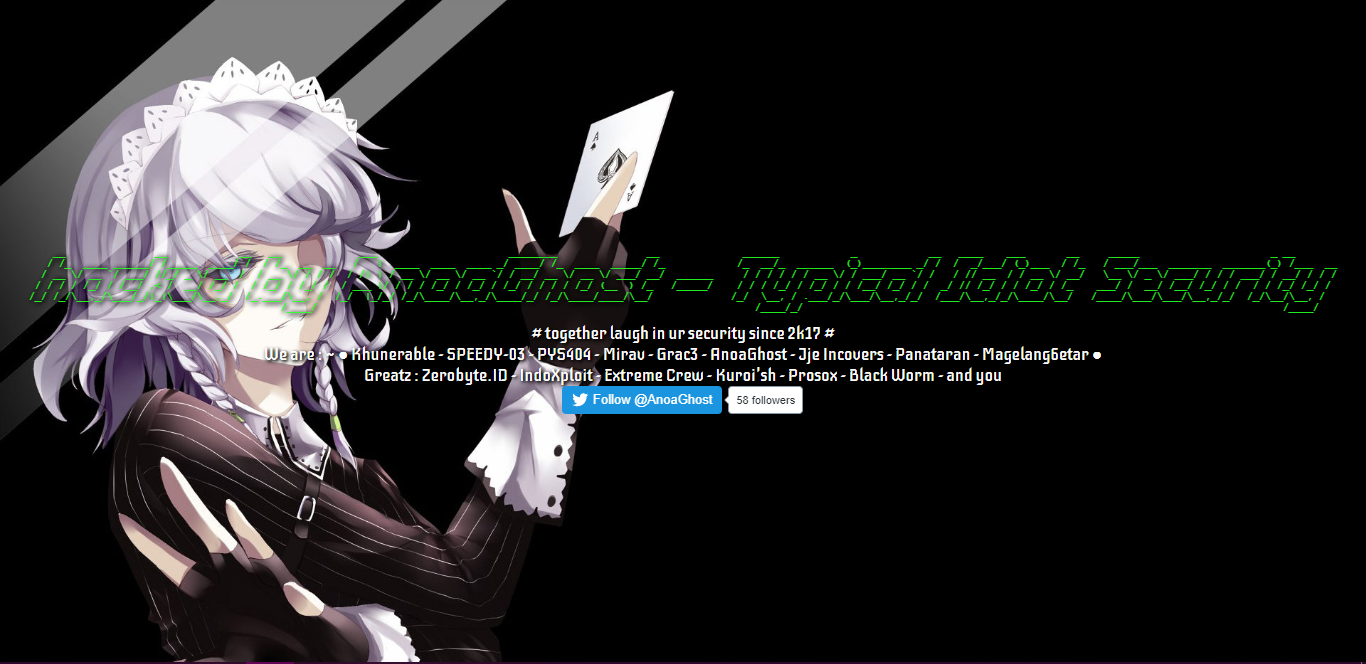 A
hacked by AnoaGhost - Typical Idiot Security
# together laugh in ur security since 2k17 #
We are : ~ ● Khunerable - SPEEDY-03 - PYS404 - Mirav - Grac3 - AnoaGhost - Jje Incovers - Panataran - Magelang6etar ●
Greatz : Zerobyte.ID - IndoXploit - Extreme Crew - Kuroi'sh - Prosox - Black Worm - and you
Follow @AnoaGhost 58 followers